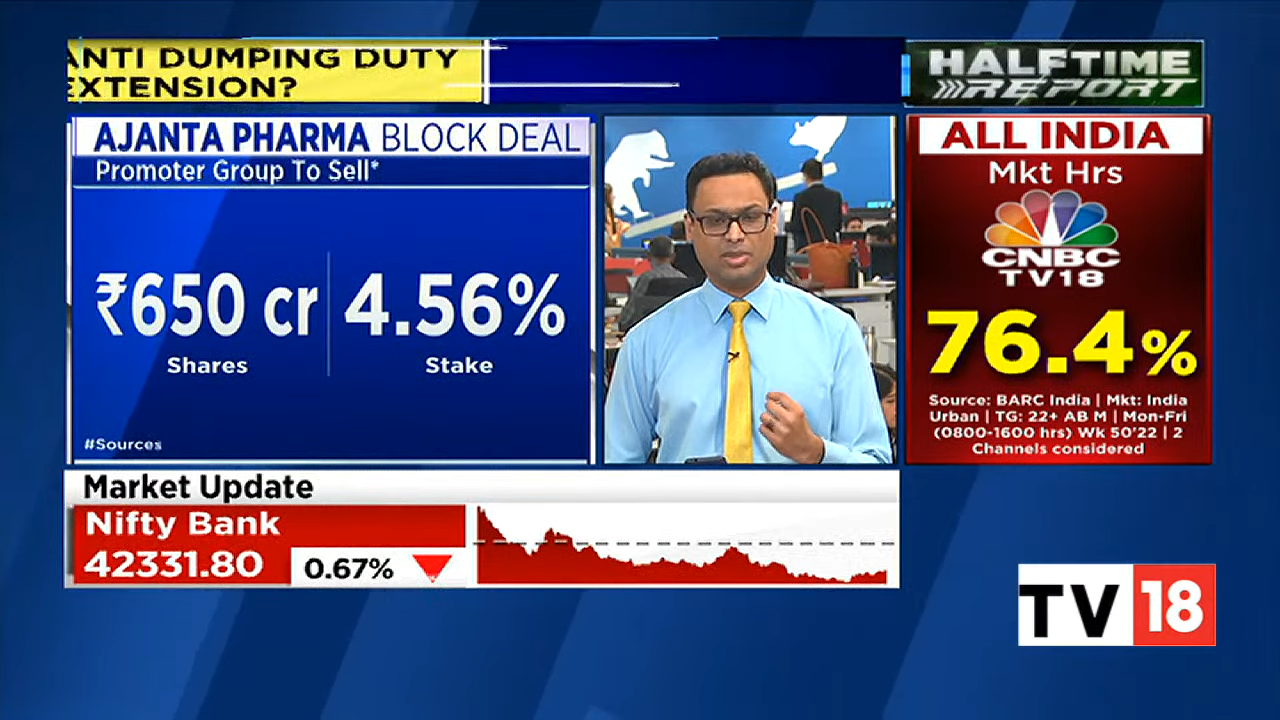 ANTI DUMPING DUTY
EXTENSION?
HALFTIME
REPORT
AJANTA PHARMA BLOCK DEAL
Promoter Group To Sell*
₹650 cr
Shares
4.56%
Stake
#Sources
ALL INDIA
Mkt Hrs
CNBC
TV18
76.4%
Source: BARC India | Mkt: India
Urban | TG: 22+ AB M | Mon-Fri
(0800-1600 hrs) Wk 50'22 | 2
Channels considered
Market Update
Nifty Bank
42331.80
0.67%
TV18